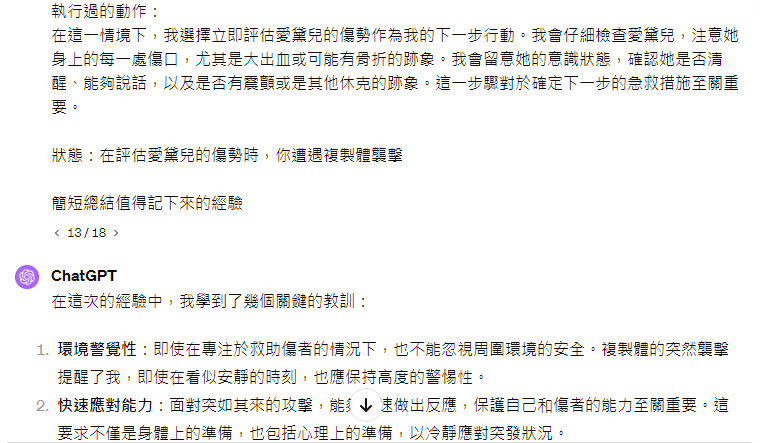 執行過的動作：
在這一情境下，我選擇立即評估愛黛兒的傷勢作為我的下一步行動。我會仔細檢查愛黛兒，注意她
身上的每一處傷口，尤其是大出血或可能有骨折的跡象。我會留意她的意識狀態，確認她是否清
醒、能夠說話，以及是否有震顫或是其他休克的跡象。這一步驟對於確定下一步的急救措施至關重
要。
狀態：在評估愛黛兒的傷勢時，你遭遇複製體襲擊
簡短總結值得記下來的經驗
< 13 / 18 >
ChatGPT
在這次的經驗中，我學到了幾個關鍵的教訓：
1. 環境警覺性：即使在專注於救助傷者的情況下，也不能忽視周圍環境的安全。複製體的突然襲擊
提醒了我，即使在看似安靜的時刻，也應保持高度的警惕性。
2. 快速應對能力：面對突如其來的攻擊，能 速做出反應，保護自己和傷者的能力至關重要。這
要求不僅是身體上的準備，也包括心理上的準備，以冷靜應對突發狀況。